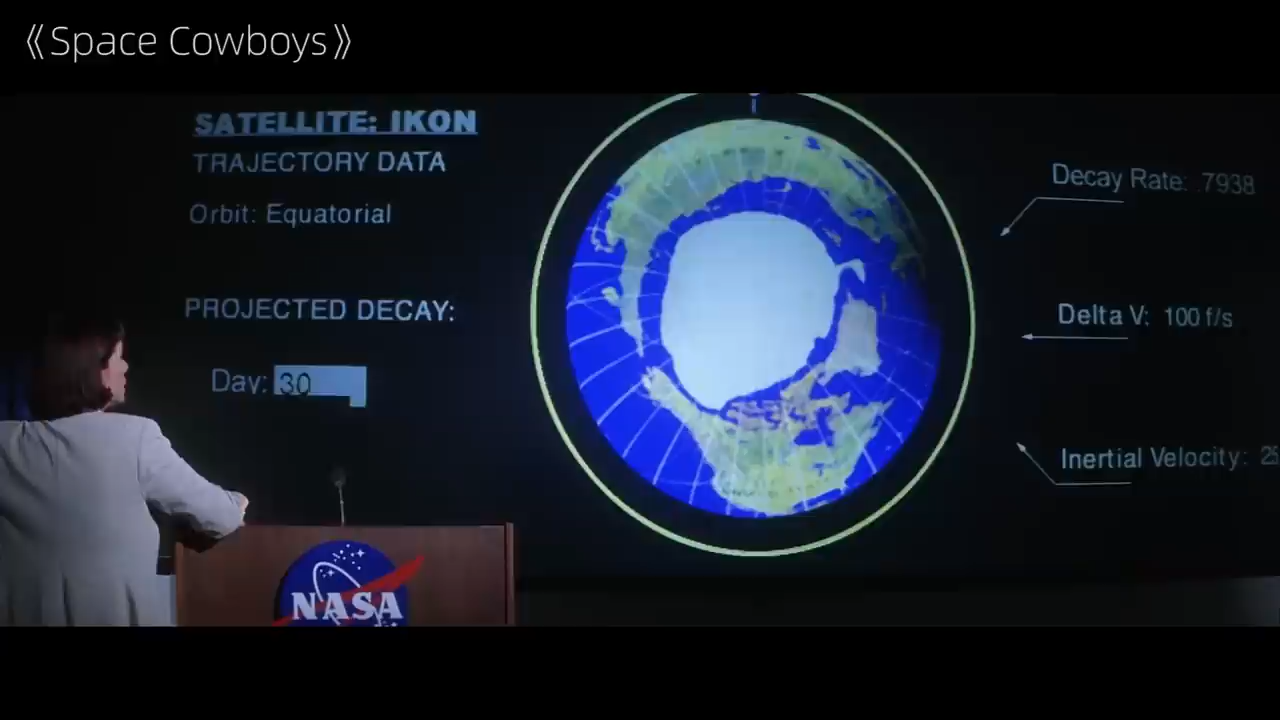 《Space Cowboys》
SATELLITE: IKON
TRAJECTORY DATA
Orbit: Equatorial
PROJECTED DECAY:
Day: 30
Decay Rate: .7938
Delta V: 100 f/s
Inertial Velocity: 25
NASA